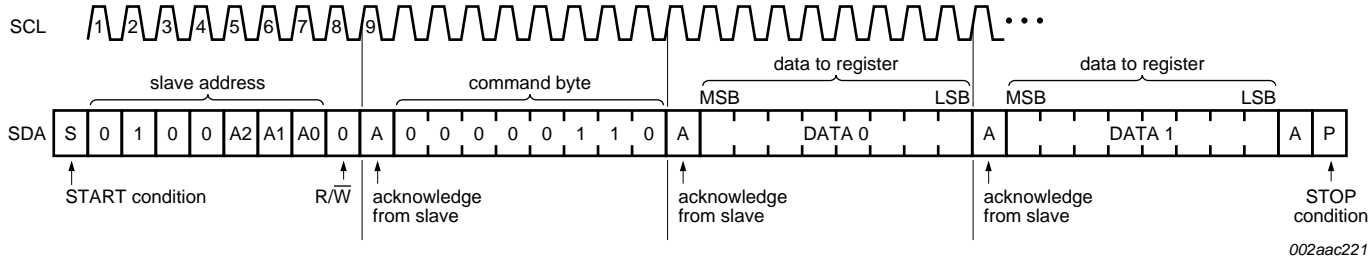 SCL 1 2 3 4 5 6 7 8 9
slave address command byte data to register data to register
MSB LSB MSB LSB
SDA S 0 1 0 0 A2 A1 A0 0 A 0 0 0 0 0 1 1 0 A DATA 0 A DATA 1 A P
START condition R/W̅ acknowledge from slave acknowledge from slave acknowledge from slave STOP condition
002aac221